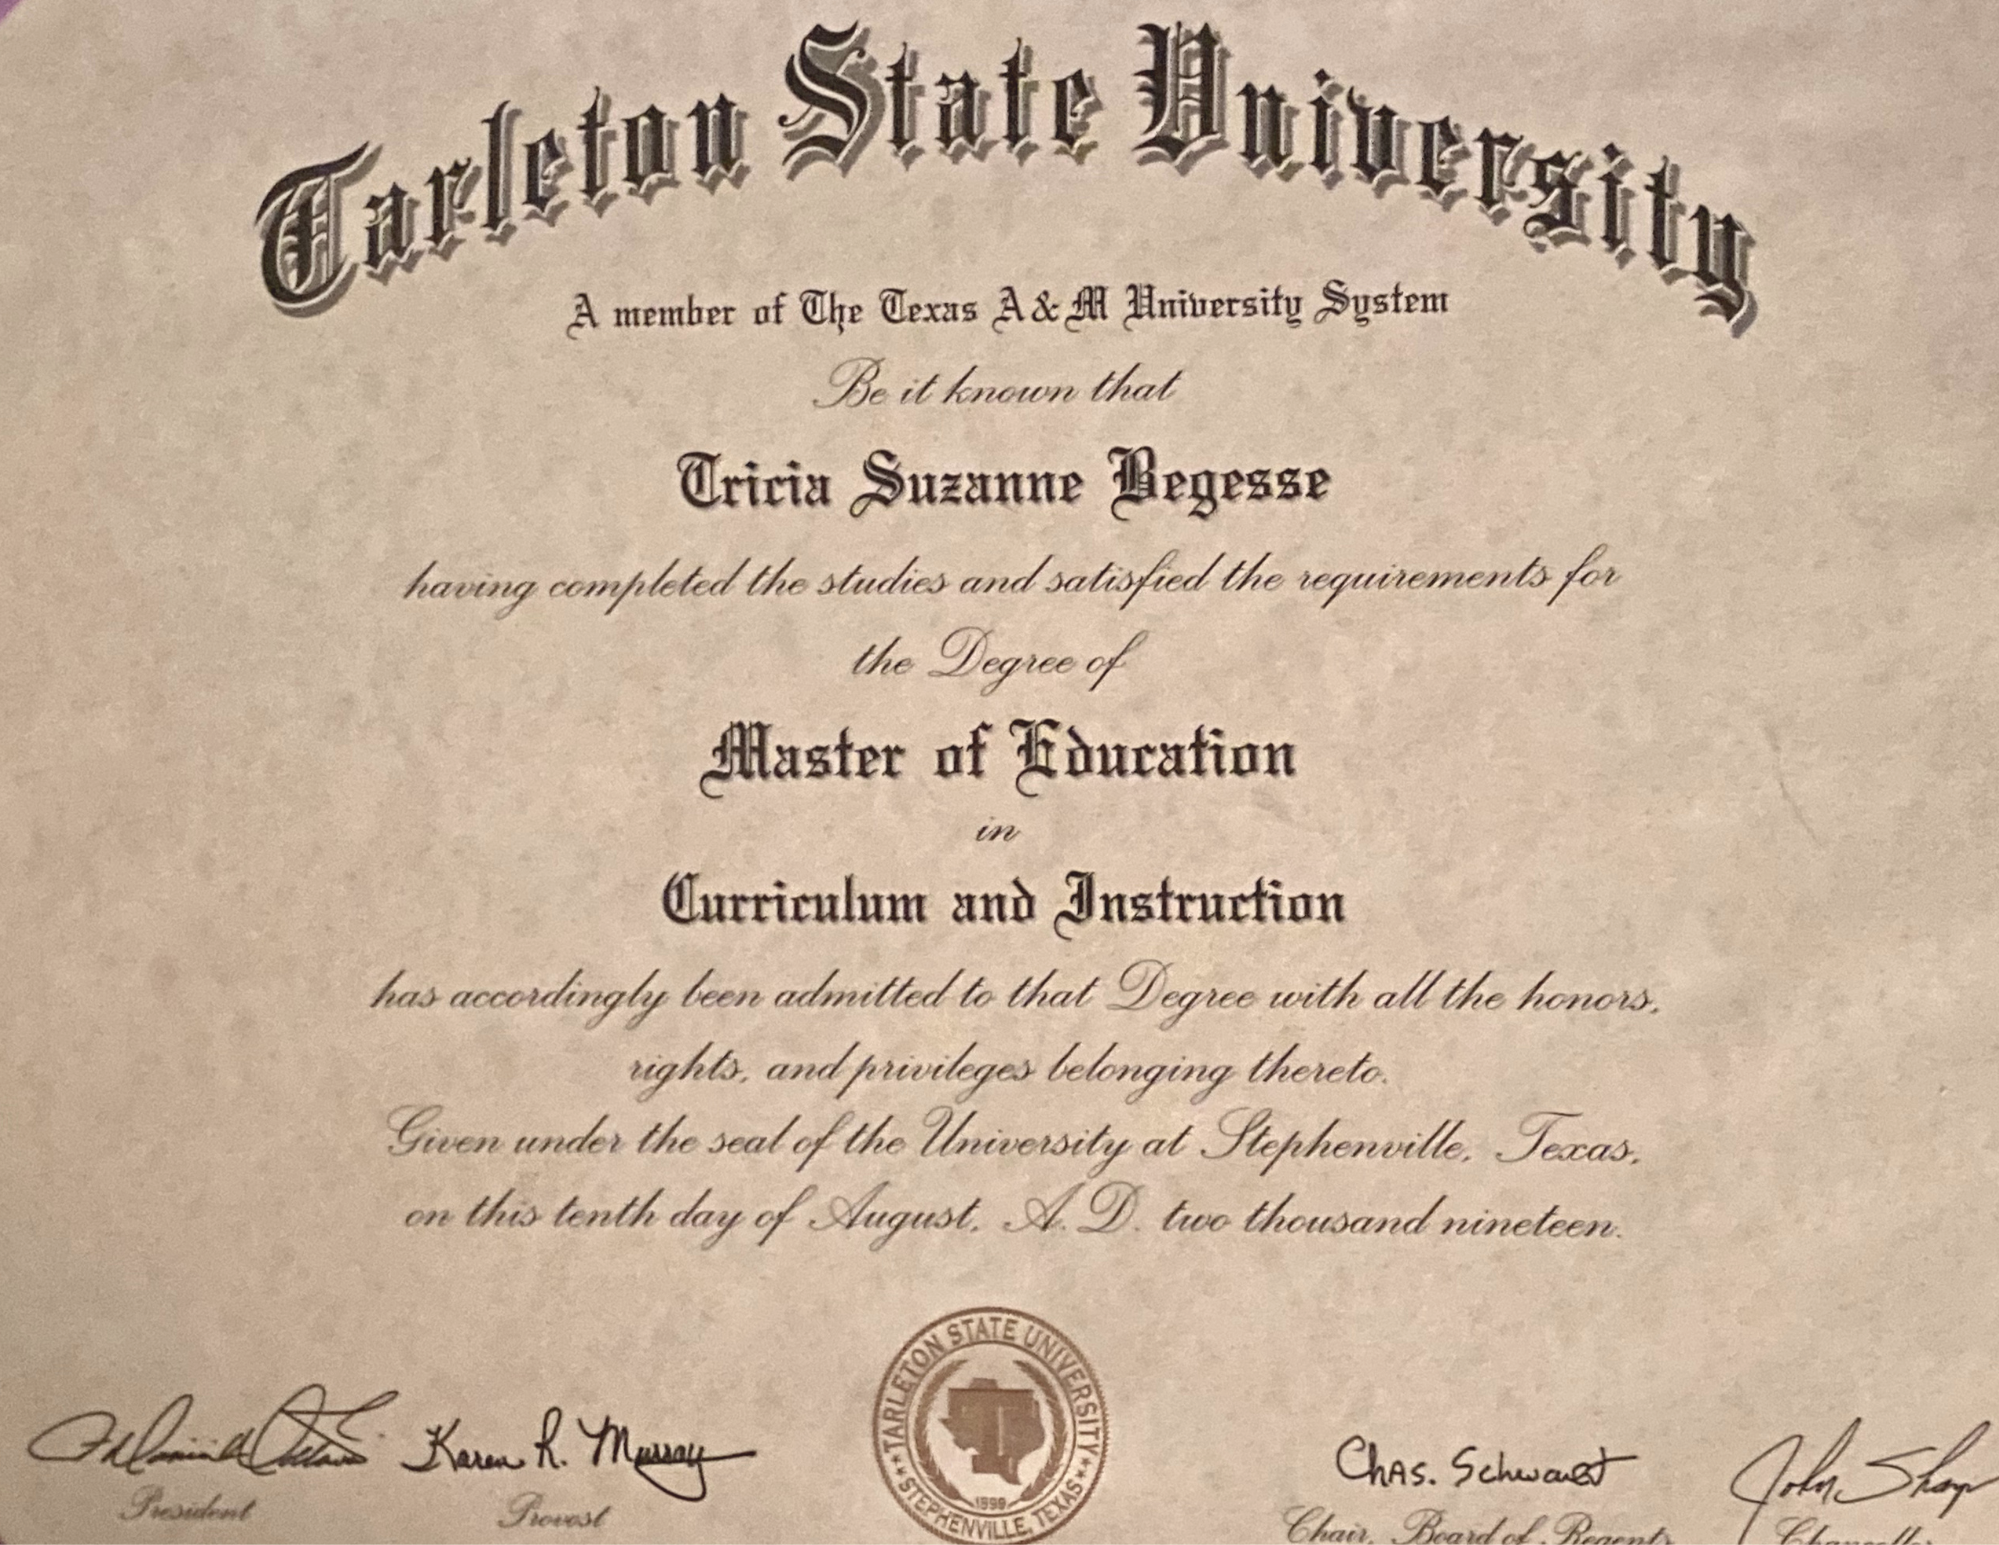 Tarleton State University
A member of The Texas A & M University System
Be it known that
Tricia Suzanne Begesse
having completed the studies and satisfied the requirements for
the Degree of
Master of Education
in
Curriculum and Instruction
has accordingly been admitted to that Degree with all the honors,
rights, and privileges belonging thereto.
Given under the seal of the University at Stephenville, Texas,
on this tenth day of August, A. D. two thousand nineteen.
TARLETON STATE UNIVERSITY
1899
STEPHENVILLE, TEXAS
Karen R. Murray
Chas. Schwartz
John Sharp
President
Provost
Chair, Board of Regents
Chancellor